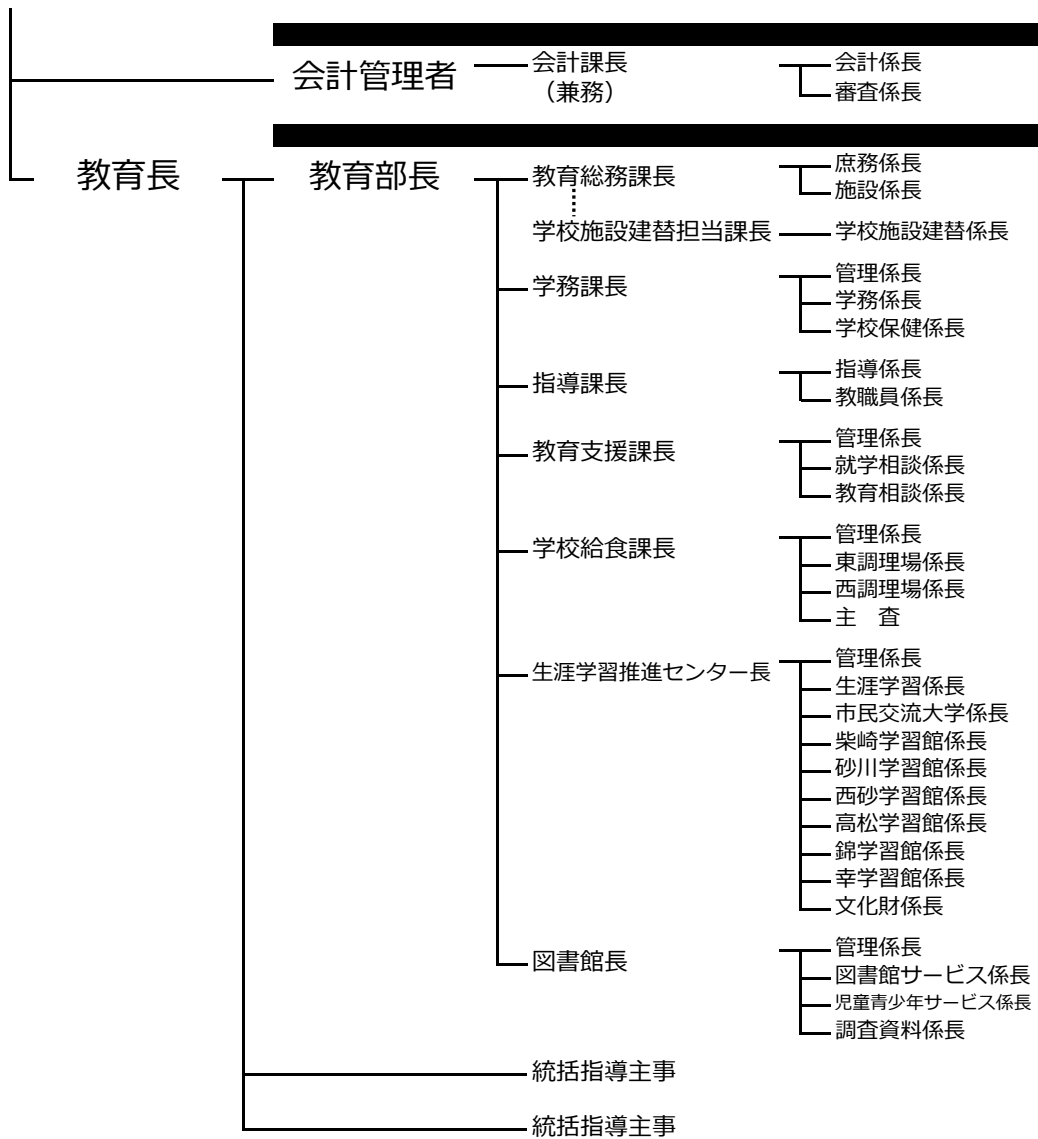 会計管理者
会計課長
（兼務）
会計係長
審査係長
教育長
教育部長
教育総務課長
庶務係長
施設係長
学校施設建替担当課長
学校施設建替係長
学務課長
管理係長
学務係長
学校保健係長
指導課長
指導係長
教職員係長
教育支援課長
管理係長
就学相談係長
教育相談係長
学校給食課長
管理係長
東調理場係長
西調理場係長
主　査
生涯学習推進センター長
管理係長
生涯学習係長
市民交流大学係長
柴崎学習館係長
砂川学習館係長
西砂学習館係長
高松学習館係長
錦学習館係長
幸学習館係長
文化財係長
図書館長
管理係長
図書館サービス係長
児童青少年サービス係長
調査資料係長
統括指導主事
統括指導主事